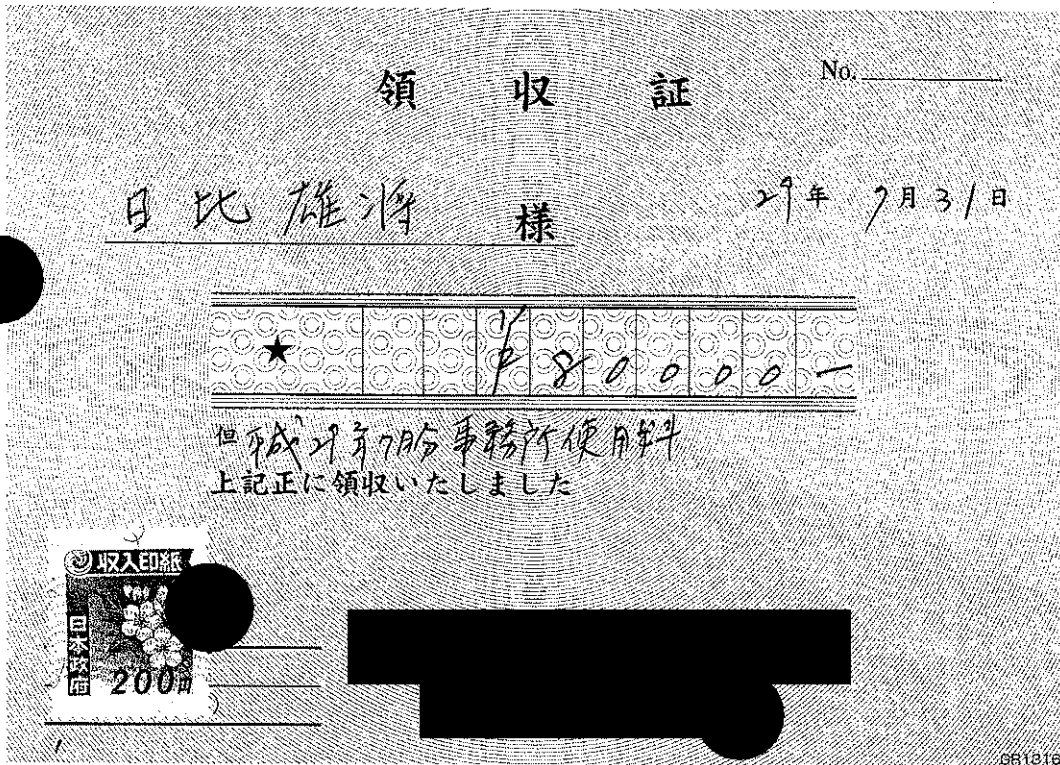 領収証
No.
日比雄将 様
29年 7月31日
★ ¥80000-
但 平成29年7月分事務所使用料
上記正に領収いたしました
収入印紙
日本政府
200円
GR1312